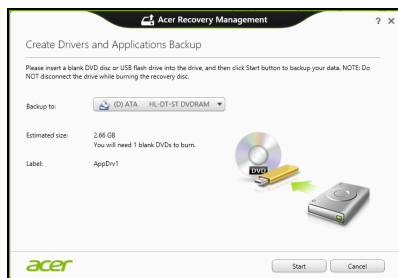 Acer Recovery Management
Create Drivers and Applications Backup
Please insert a blank DVD disc or USB flash drive into the drive, and then click Start button to backup your data. NOTE: Do
NOT disconnect the drive while burning the recovery disc.
Backup to: (D) ATA HL-DT-ST DVDRAM
Estimated size: 2.66 GB
You will need 1 blank DVDs to burn.
Label: AppDrv1
DVD
acer
Start Cancel